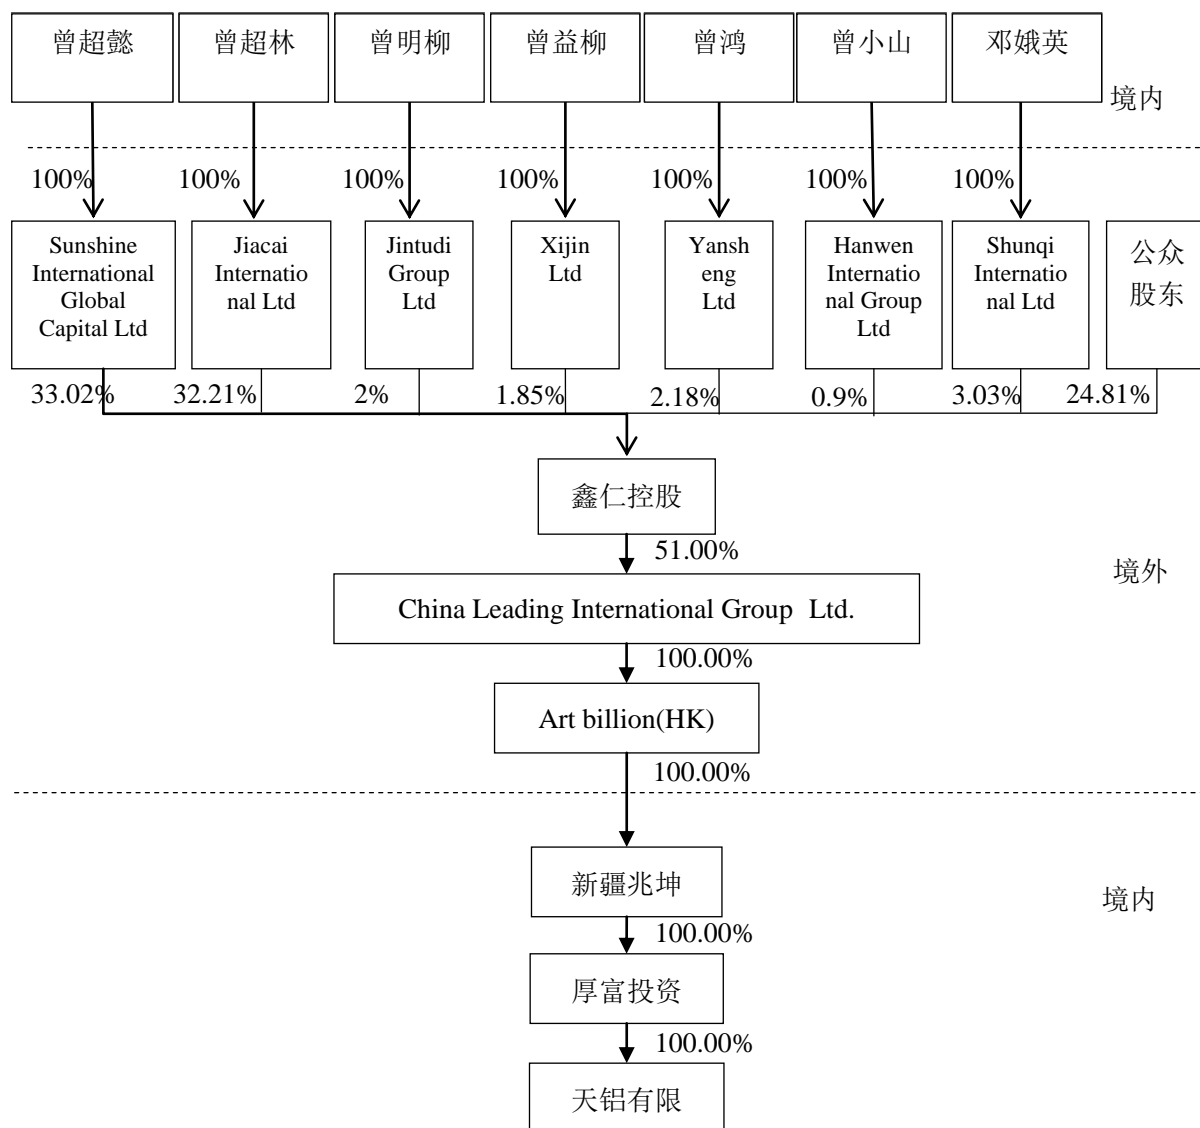 曾超懿
曾超林
曾明柳
曾益柳
曾鸿
曾小山
邓娥英
境内
100%
100%
100%
100%
100%
100%
100%
Sunshine
International
Global
Capital Ltd
Jiacai
Internatio
nal Ltd
Jintudi
Group
Ltd
Xijin
Ltd
Yansh
eng
Ltd
Hanwen
Internatio
nal Group
Ltd
Shunqi
Internatio
nal Ltd
公众
股东
33.02%
32.21%
2%
1.85%
2.18%
0.9%
3.03%
24.81%
鑫仁控股
51.00%
境外
China Leading International Group Ltd.
100.00%
Art billion(HK)
100.00%
新疆兆坤
境内
100.00%
厚富投资
100.00%
天铝有限